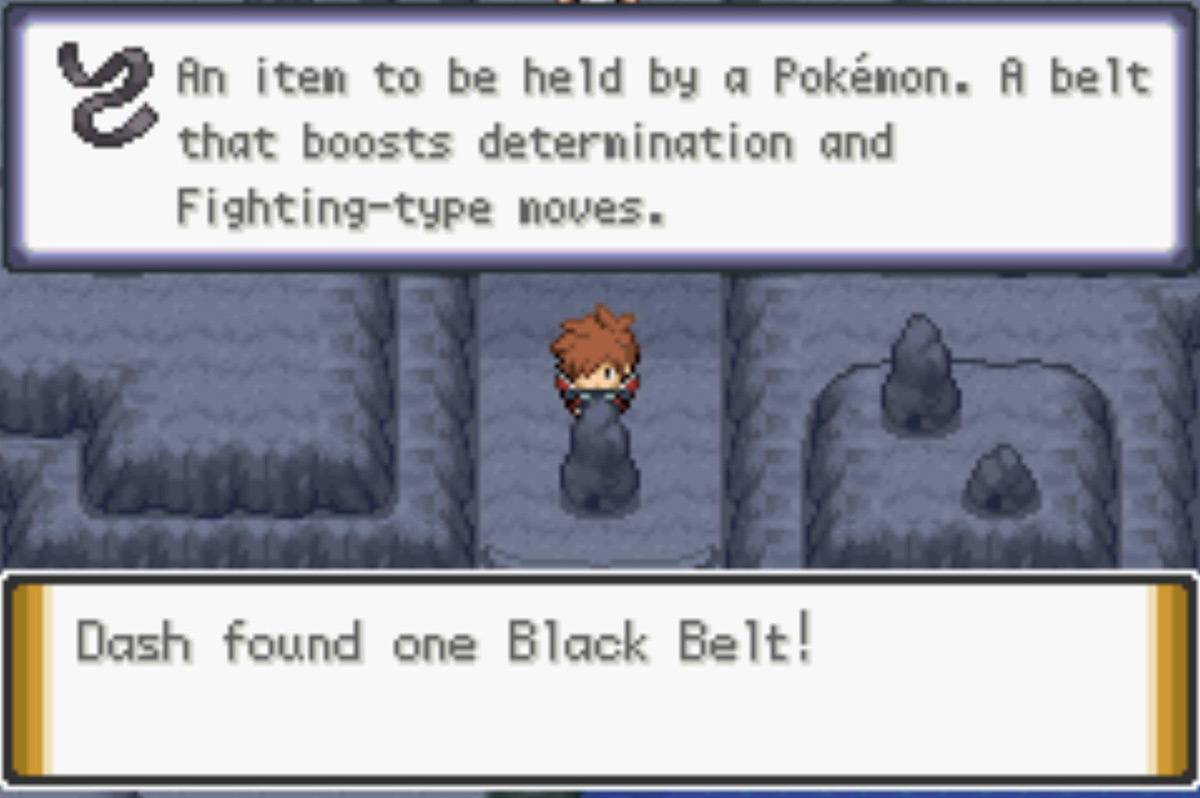 An item to be held by a Pokémon. A belt
that boosts determination and
Fighting-type moves.
Dash found one Black Belt!